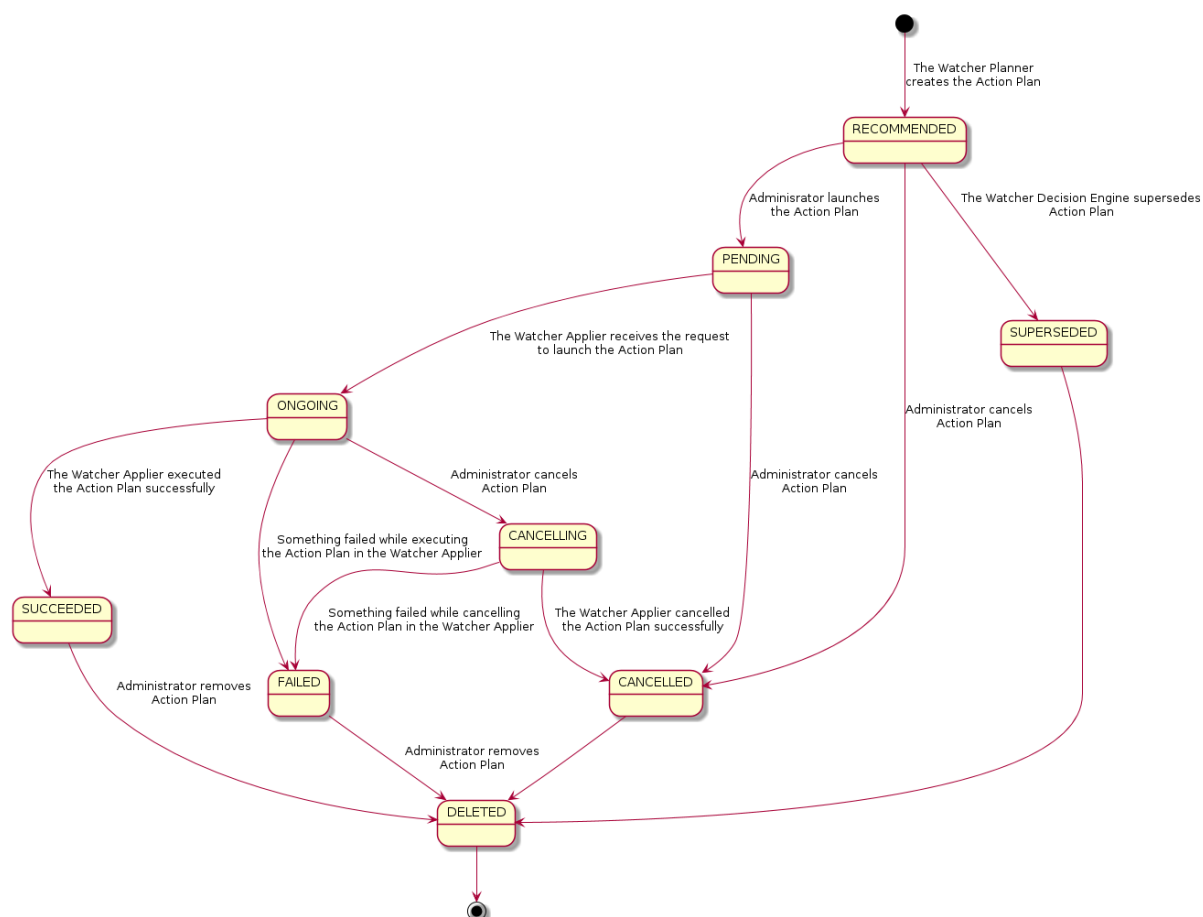 The Watcher Planner
creates the Action Plan
RECOMMENDED
Adminisrator launches
the Action Plan
The Watcher Decision Engine supersedes
Action Plan
PENDING
SUPERSEDED
The Watcher Applier receives the request
to launch the Action Plan
ONGOING
Administrator cancels
Action Plan
The Watcher Applier executed
the Action Plan successfully
Administrator cancels
Action Plan
Administrator cancels
Action Plan
CANCELLING
Something failed while executing
the Action Plan in the Watcher Applier
SUCCEEDED
Something failed while cancelling
the Action Plan in the Watcher Applier
The Watcher Applier cancelled
the Action Plan successfully
FAILED
CANCELLED
Administrator removes
Action Plan
Administrator removes
Action Plan
DELETED